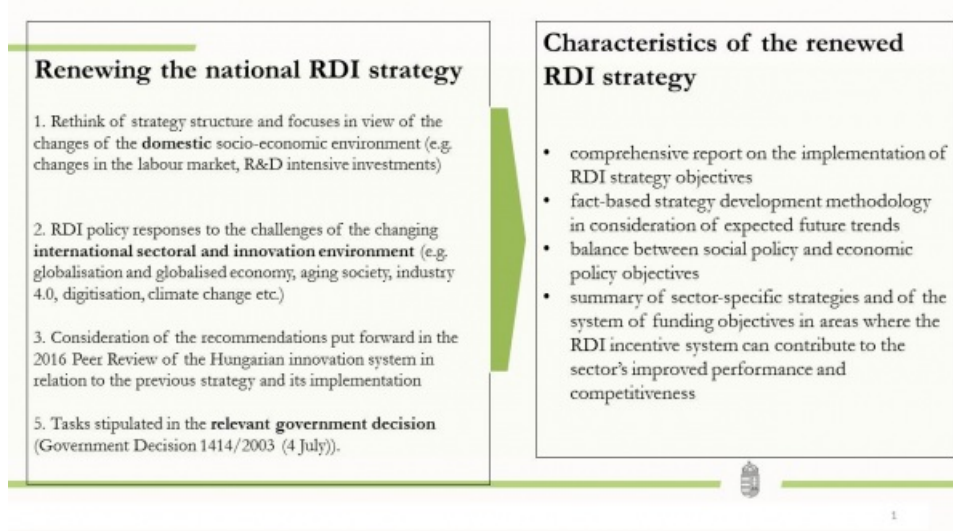 Renewing the national RDI strategy
1. Rethink of strategy structure and focuses in view of the
changes of the domestic socio-economic environment (e.g.
changes in the labour market, R&D intensive investments)
2. RDI policy responses to the challenges of the changing
international sectoral and innovation environment (e.g.
globalisation and globalised economy, aging society, industry
4.0, digitisation, climate change etc.)
3. Consideration of the recommendations put forward in the
2016 Peer Review of the Hungarian innovation system in
relation to the previous strategy and its implementation
5. Tasks stipulated in the relevant government decision
(Government Decision 1414/2003 (4 July)).
Characteristics of the renewed
RDI strategy
• comprehensive report on the implementation of
RDI strategy objectives
• fact-based strategy development methodology
in consideration of expected future trends
• balance between social policy and economic
policy objectives
• summary of sector-specific strategies and of the
system of funding objectives in areas where the
RDI incentive system can contribute to the
sector's improved performance and
competitiveness
1